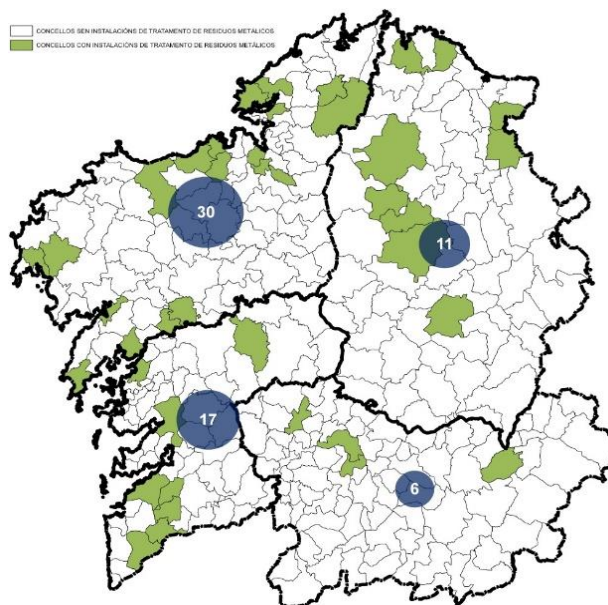 CONCELLOS SEN INSTALACIÓNS DE TRATAMENTO DE RESIDUOS METÁLICOS
CONCELLOS CON INSTALACIÓNS DE TRATAMENTO DE RESIDUOS METÁLICOS
30
11
17
6